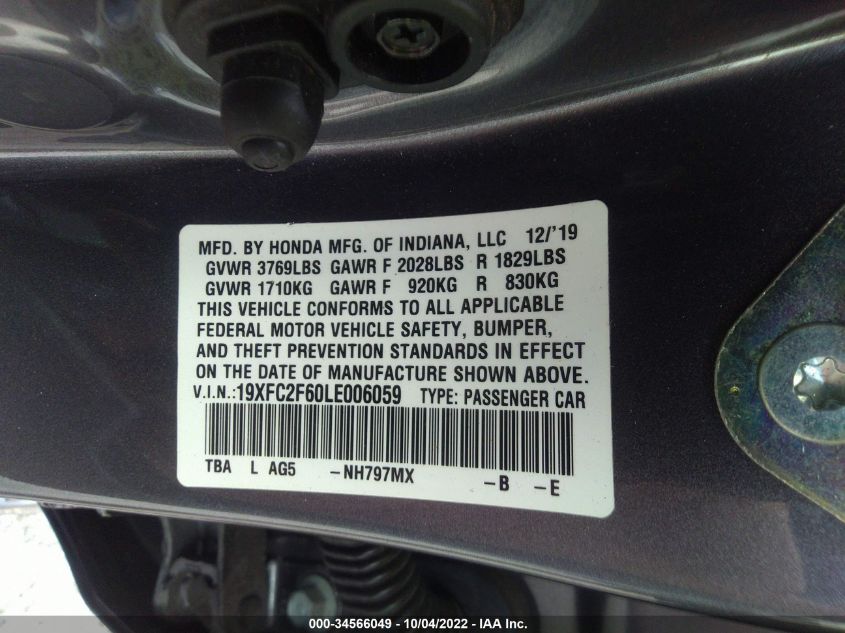 MFD. BY HONDA MFG. OF INDIANA, LLC 12/'19
GVWR 3769LBS GAWR F 2028LBS R 1829LBS
GVWR 1710KG GAWR F 920KG R 830KG
THIS VEHICLE CONFORMS TO ALL APPLICABLE
FEDERAL MOTOR VEHICLE SAFETY, BUMPER,
AND THEFT PREVENTION STANDARDS IN EFFECT
ON THE DATE OF MANUFACTURE SHOWN ABOVE.
V.I.N.:19XFC2F60LE006059 TYPE: PASSENGER CAR
TBA L AG5 -NH797MX -B -E
000-34566049 - 10/04/2022 - IAA Inc.